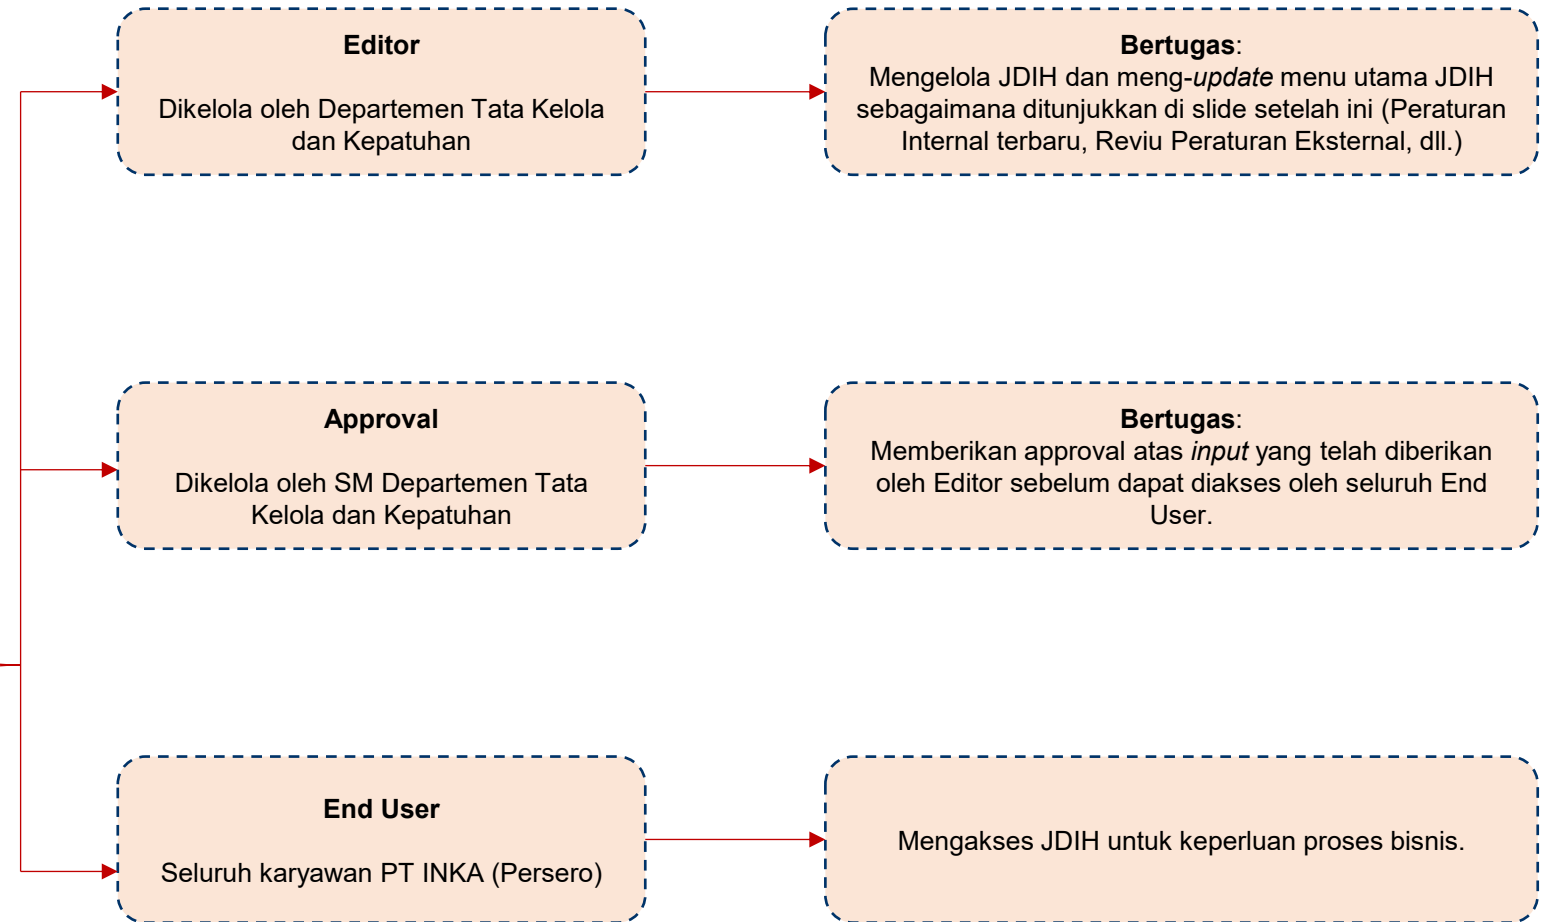 Editor
Dikelola oleh Departemen Tata Kelola
dan Kepatuhan
Bertugas:
Mengelola JDIH dan meng-update menu utama JDIH
sebagaimana ditunjukkan di slide setelah ini (Peraturan
Internal terbaru, Reviu Peraturan Eksternal, dll.)
Approval
Dikelola oleh SM Departemen Tata
Kelola dan Kepatuhan
Bertugas:
Memberikan approval atas input yang telah diberikan
oleh Editor sebelum dapat diakses oleh seluruh End
User.
End User
Seluruh karyawan PT INKA (Persero)
Mengakses JDIH untuk keperluan proses bisnis.